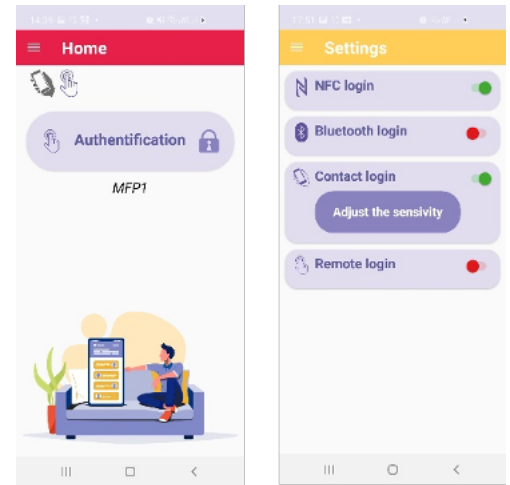 Home
Authentification
MFP1
Settings
NFC login
Bluetooth login
Contact login
Adjust the sensivity
Remote login